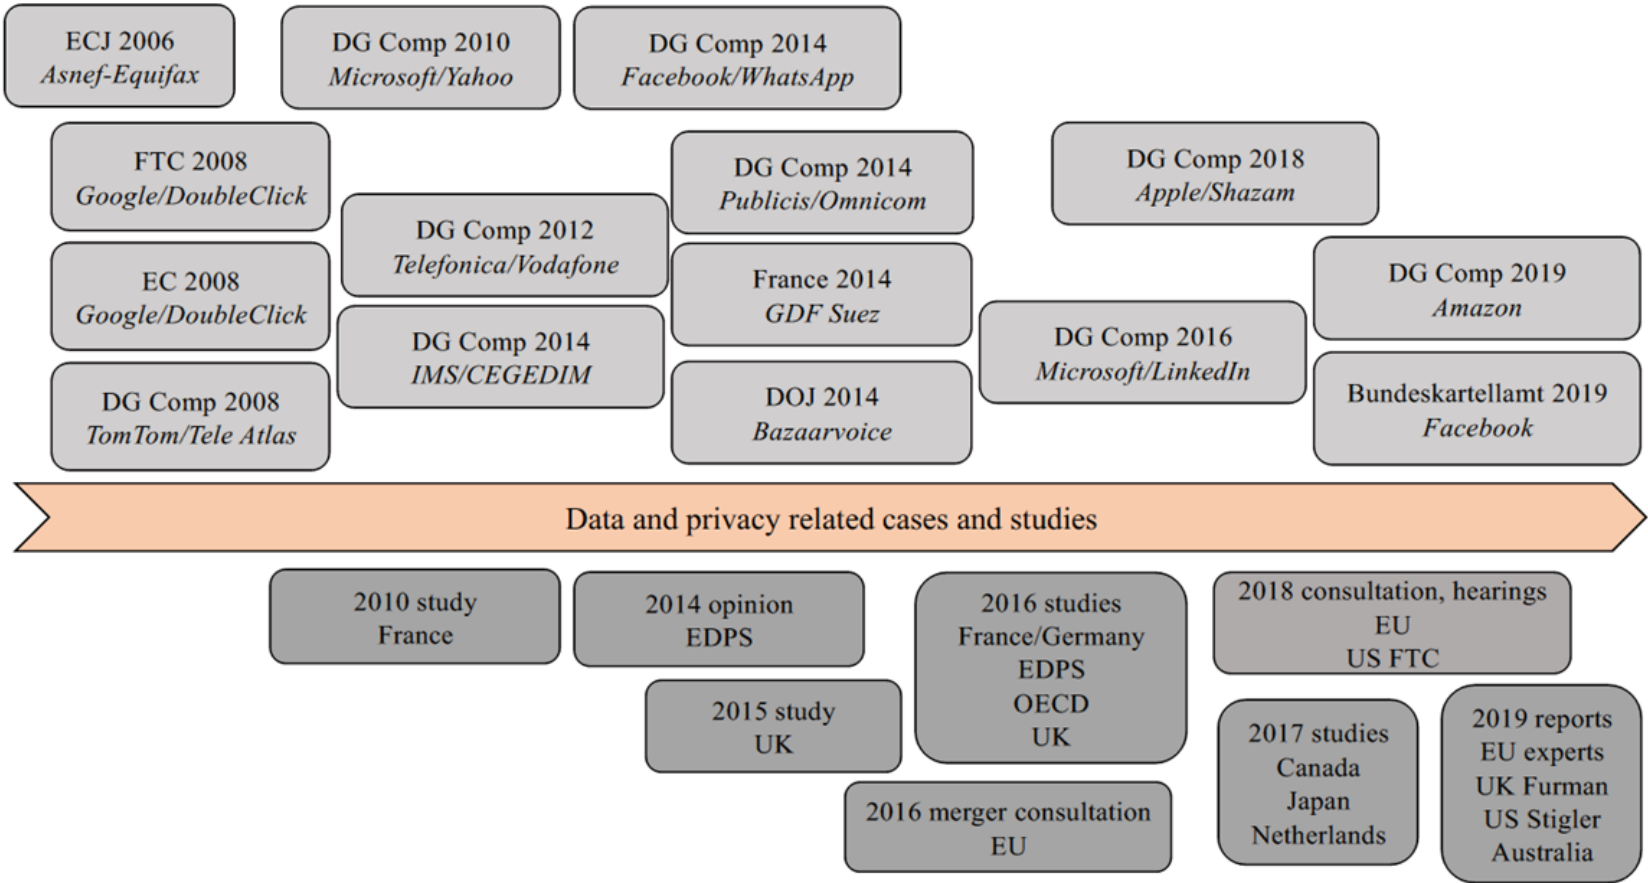 ECJ 2006
Asnef-Equifax
DG Comp 2010
Microsoft/Yahoo
DG Comp 2014
Facebook/WhatsApp
FTC 2008
Google/DoubleClick
DG Comp 2014
Publicis/Omnicom
DG Comp 2018
Apple/Shazam
DG Comp 2012
Telefonica/Vodafone
EC 2008
Google/DoubleClick
France 2014
GDF Suez
DG Comp 2019
Amazon
DG Comp 2014
IMS/CEGEDIM
DG Comp 2016
Microsoft/LinkedIn
DG Comp 2008
TomTom/Tele Atlas
DOJ 2014
Bazaarvoice
Bundeskartellamt 2019
Facebook
Data and privacy related cases and studies
2010 study
France
2014 opinion
EDPS
2016 studies
France/Germany
EDPS
OECD
UK
2018 consultation, hearings
EU
US FTC
2015 study
UK
2017 studies
Canada
Japan
Netherlands
2019 reports
EU experts
UK Furman
US Stigler
Australia
2016 merger consultation
EU